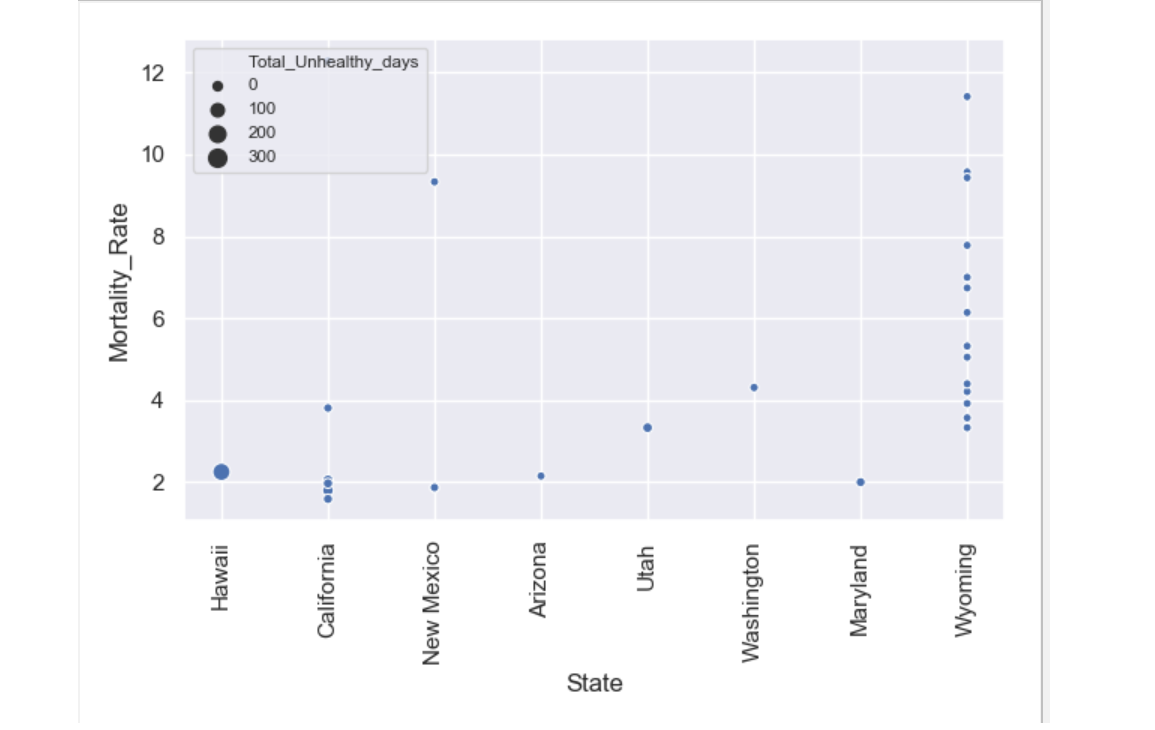 Total_Unhealthy_days
0
100
200
300
12
10
8
6
4
2
Mortality_Rate
Hawaii
California
New Mexico
Arizona
Utah
Washington
Maryland
Wyoming
State